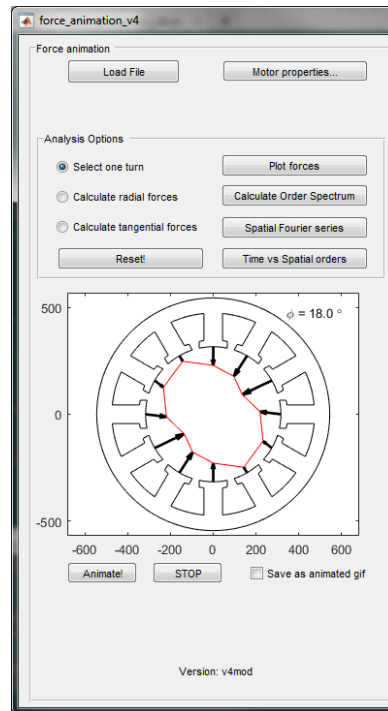 force_animation_v4
Force animation
Load File Motor properties...
Analysis Options
Select one turn Plot forces
Calculate radial forces Calculate Order Spectrum
Calculate tangential forces Spatial Fourier series
Reset! Time vs Spatial orders
500 ϕ = 18.0 °
0
-500
-600 -400 -200 0 200 400 600
Animate! STOP Save as animated gif
Version: v4mod